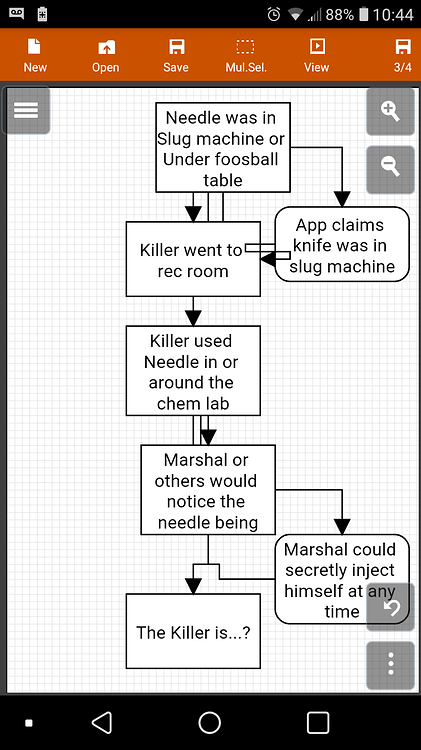 88% 10:44
New Open Save Mul.Sel. View 3/4
Needle was in
Slug machine or
Under foosball
table
App claims
knife was in
slug machine
Killer went to
rec room
Killer used
Needle in or
around the
chem lab
Marshal or
others would
notice the
needle being
Marshal could
secretly inject
himself at any
time
The Killer is...?